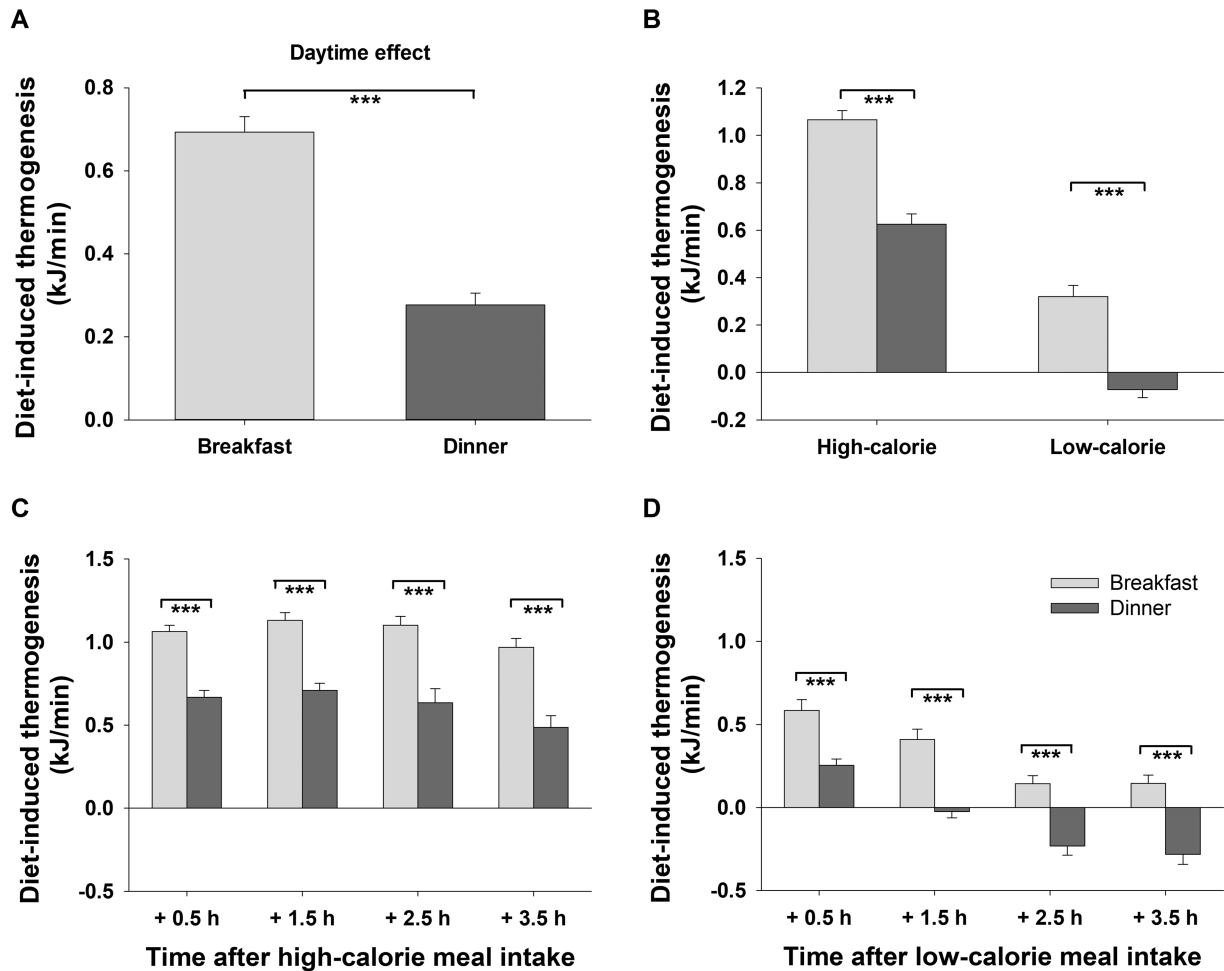 A
Daytime effect
Diet-induced thermogenesis
(kJ/min)
0.8
0.6
0.4
0.2
0.0
***
Breakfast
Dinner
B
Diet-induced thermogenesis
(kJ/min)
1.2
1.0
0.8
0.6
0.4
0.2
0.0
-0.2
***
***
High-calorie
Low-calorie
C
Diet-induced thermogenesis
(kJ/min)
1.5
1.0
0.5
0.0
-0.5
***
***
***
***
+ 0.5 h
+ 1.5 h
+ 2.5 h
+ 3.5 h
Time after high-calorie meal intake
D
Diet-induced thermogenesis
(kJ/min)
1.5
1.0
0.5
0.0
-0.5
Breakfast
Dinner
***
***
***
***
+ 0.5 h
+ 1.5 h
+ 2.5 h
+ 3.5 h
Time after low-calorie meal intake